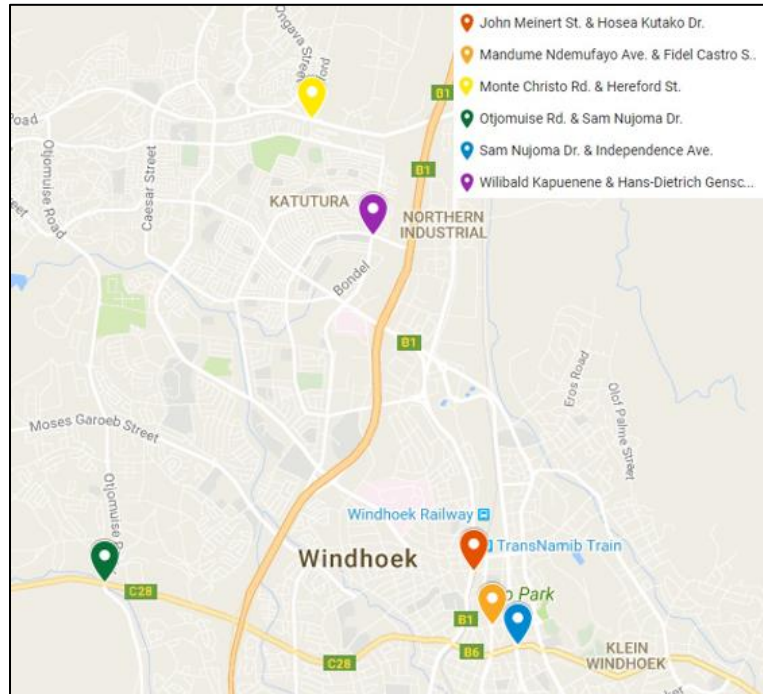 John Meinert St. & Hosea Kutako Dr.
Mandume Ndemufayo Ave. & Fidel Castro S..
Monte Christo Rd. & Hereford St.
Otjomuise Rd. & Sam Nujoma Dr.
Sam Nujoma Dr. & Independence Ave.
Wilibald Kapuenene & Hans-Dietrich Gensc...
Ongava Street
ford
B1
Road
Otjomuise Road
Street
Caesar Street
B1
KATUTURA
NORTHERN
INDUSTRIAL
Bondel
B1
Eros Road
Olof Palme Street
Moses Garoeb Street
Otjomuise R
Windhoek Railway
TransNamib Train
Windhoek
o Park
C28
B1
B6
C28
KLEIN
WINDHOEK